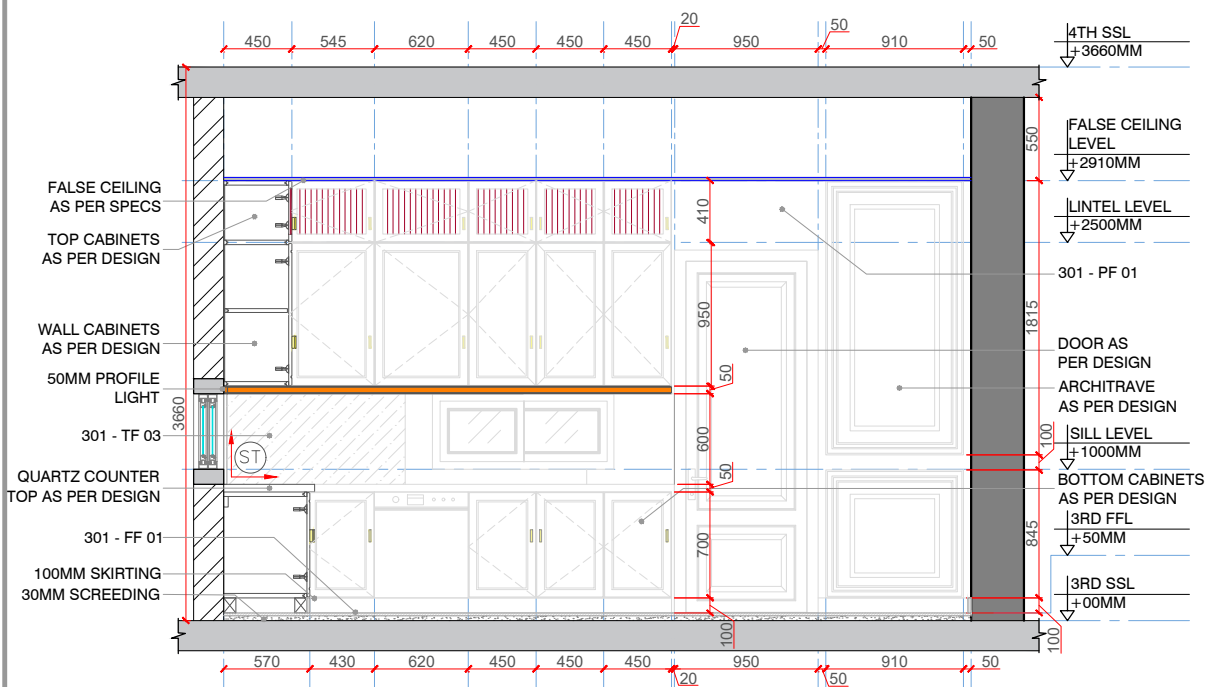 20
50
450
545
620
450
450
450
950
910
50
4TH SSL
+3660MM
550
FALSE CEILING
LEVEL
+2910MM
FALSE CEILING
AS PER SPECS
410
LINTEL LEVEL
+2500MM
TOP CABINETS
AS PER DESIGN
301 - PF 01
950
1815
WALL CABINETS
AS PER DESIGN
DOOR AS
PER DESIGN
50MM PROFILE
LIGHT
50
ARCHITRAVE
AS PER DESIGN
3660
301 - TF 03
600
100
SILL LEVEL
+1000MM
ST
QUARTZ COUNTER
TOP AS PER DESIGN
50
BOTTOM CABINETS
AS PER DESIGN
3RD FFL
+50MM
301 - FF 01
700
845
100MM SKIRTING
30MM SCREEDING
3RD SSL
+00MM
100
100
570
430
620
450
450
450
950
910
50
20
50